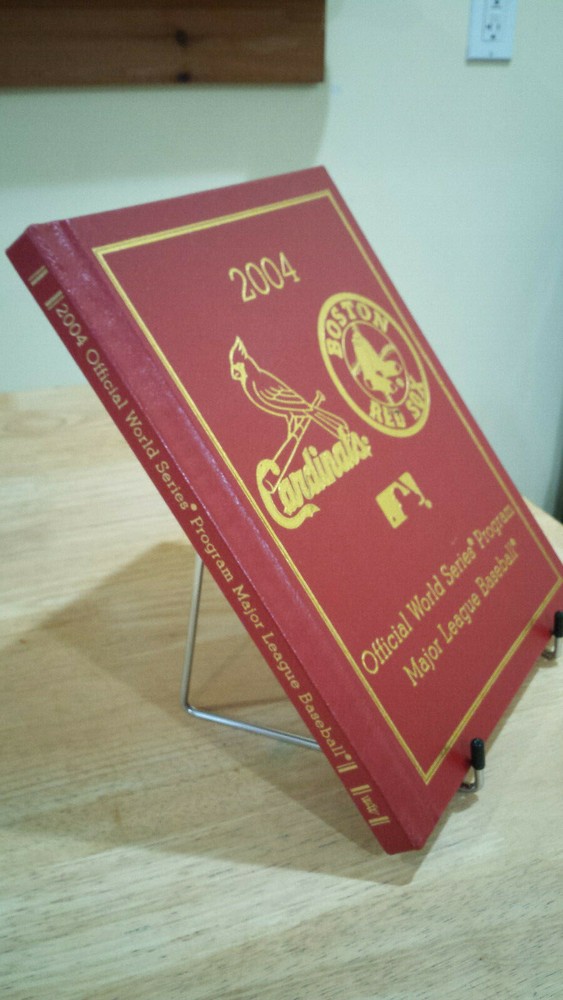 2004
BOSTON
RED SOX
Cardinals
Official World Series® Program
Major League Baseball®
2004 Official World Series® Program Major League Baseball®